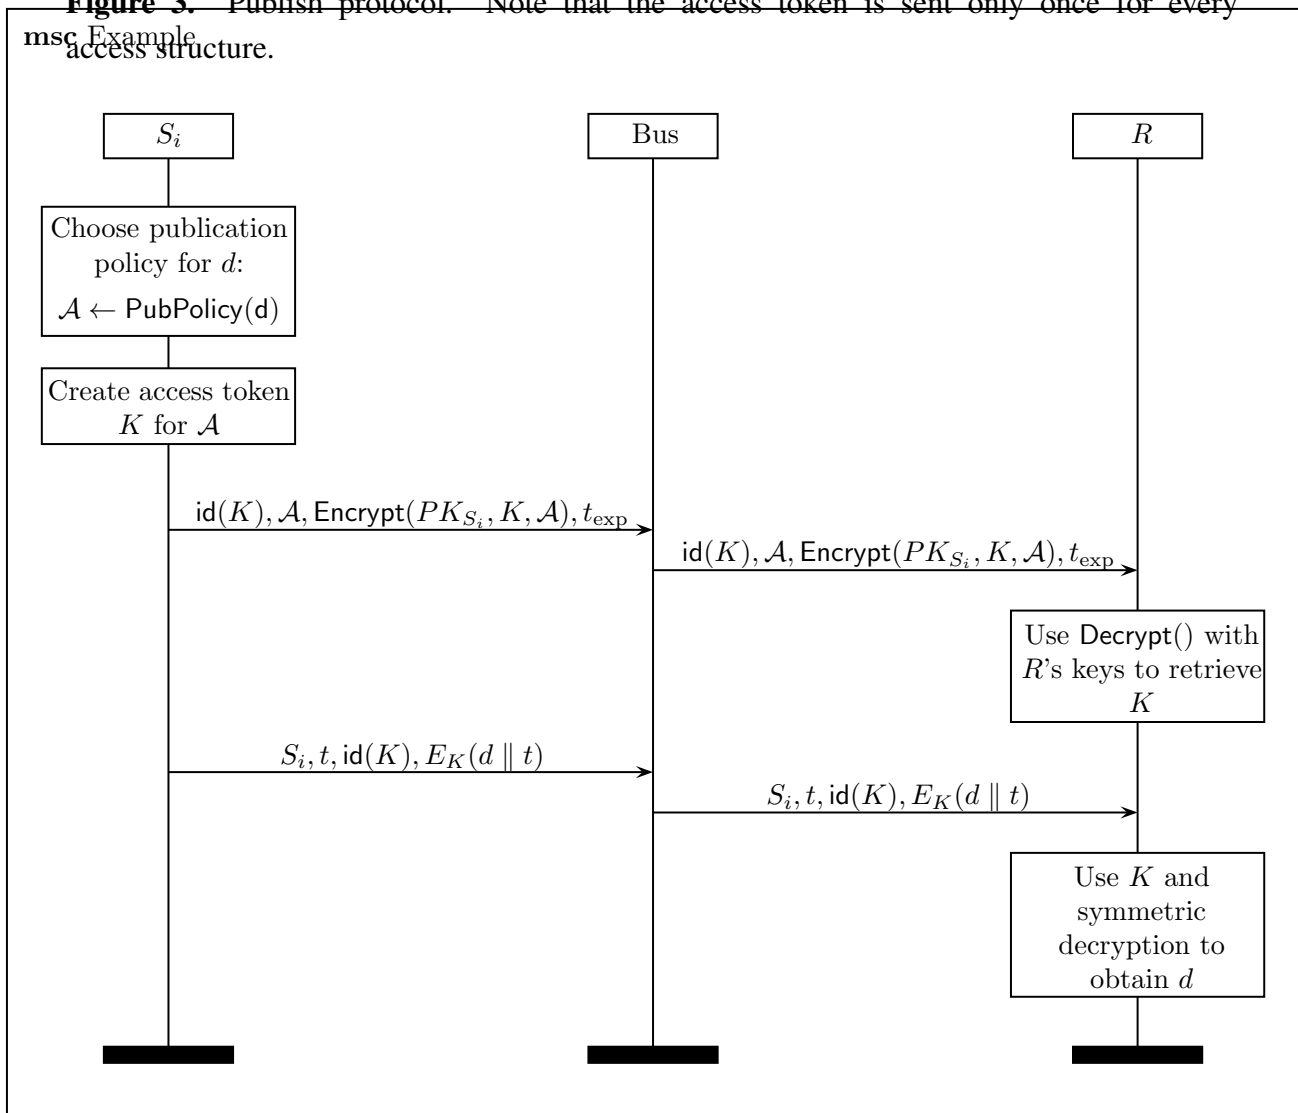 Figure 3. Publish protocol. Note that the access token is sent only once for every
msc Example
access structure.
S_i
Bus
R
Choose publication
policy for d:
𝒜 ← PubPolicy(d)
Create access token
K for 𝒜
id(K), 𝒜, Encrypt(PK_{S_i}, K, 𝒜), t_exp
id(K), 𝒜, Encrypt(PK_{S_i}, K, 𝒜), t_exp
Use Decrypt() with
R's keys to retrieve
K
S_i, t, id(K), E_K(d ∥ t)
S_i, t, id(K), E_K(d ∥ t)
Use K and
symmetric
decryption to
obtain d